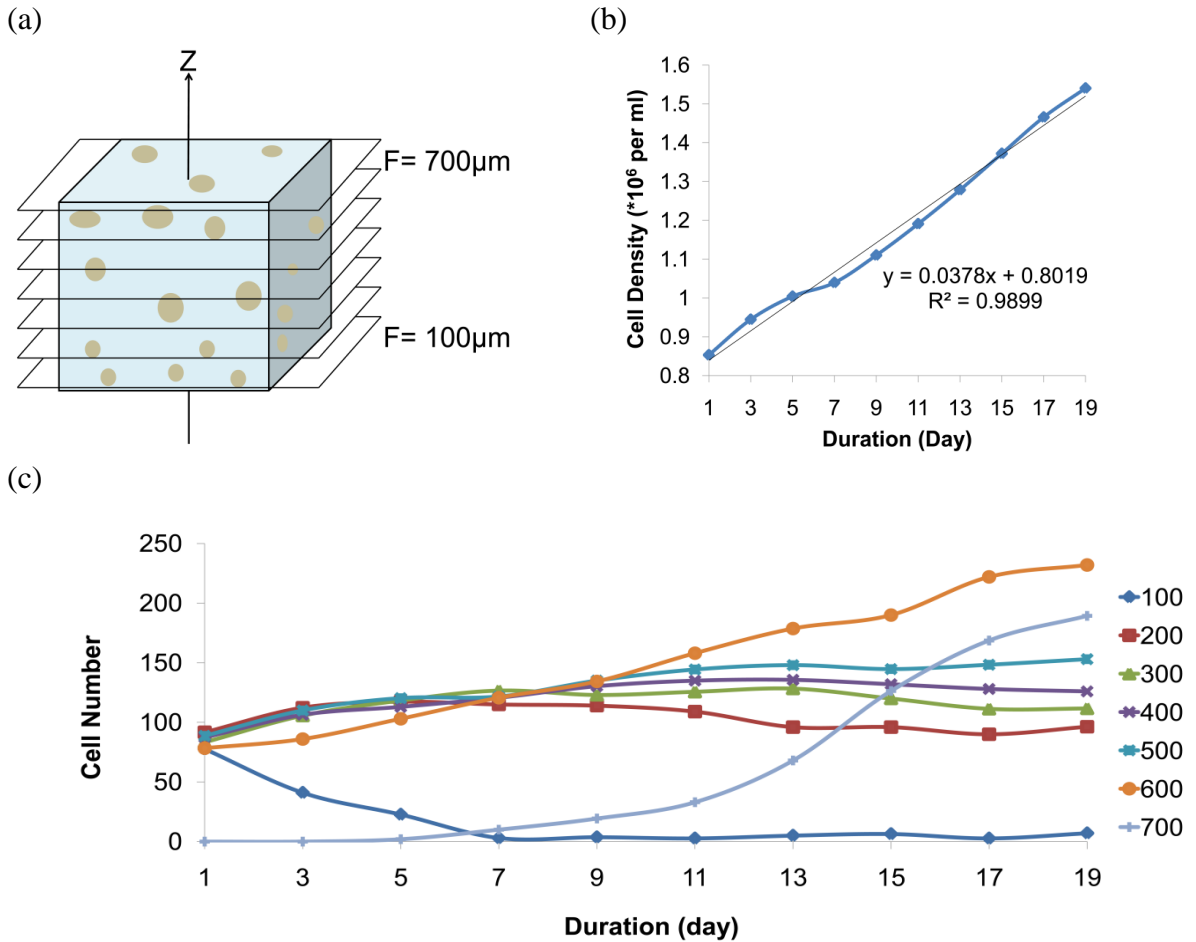 (a)
Z
F= 700μm
F= 100μm
(b)
1.6
1.5
1.4
1.3
1.2
1.1
1
0.9
0.8
Cell Density (*10⁶ per ml)
y = 0.0378x + 0.8019
R² = 0.9899
1 3 5 7 9 11 13 15 17 19
Duration (Day)
(c)
250
200
150
100
50
0
Cell Number
1 3 5 7 9 11 13 15 17 19
Duration (day)
100
200
300
400
500
600
700